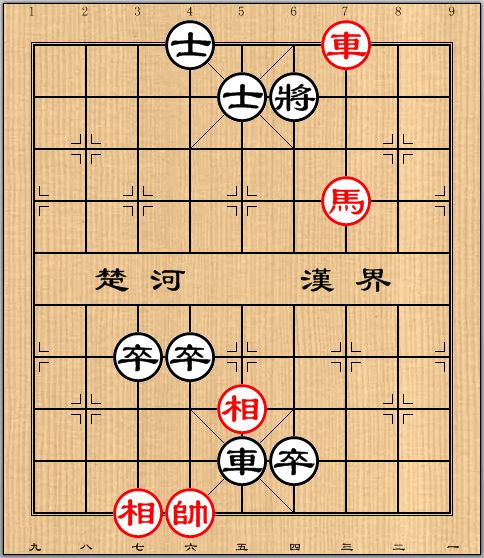 1 2 3 4 5 6 7 8 9
士 車
士 將
馬
楚河 漢界
卒 卒
相
車 卒
相 帥
九 八 七 六 五 四 三 二 一